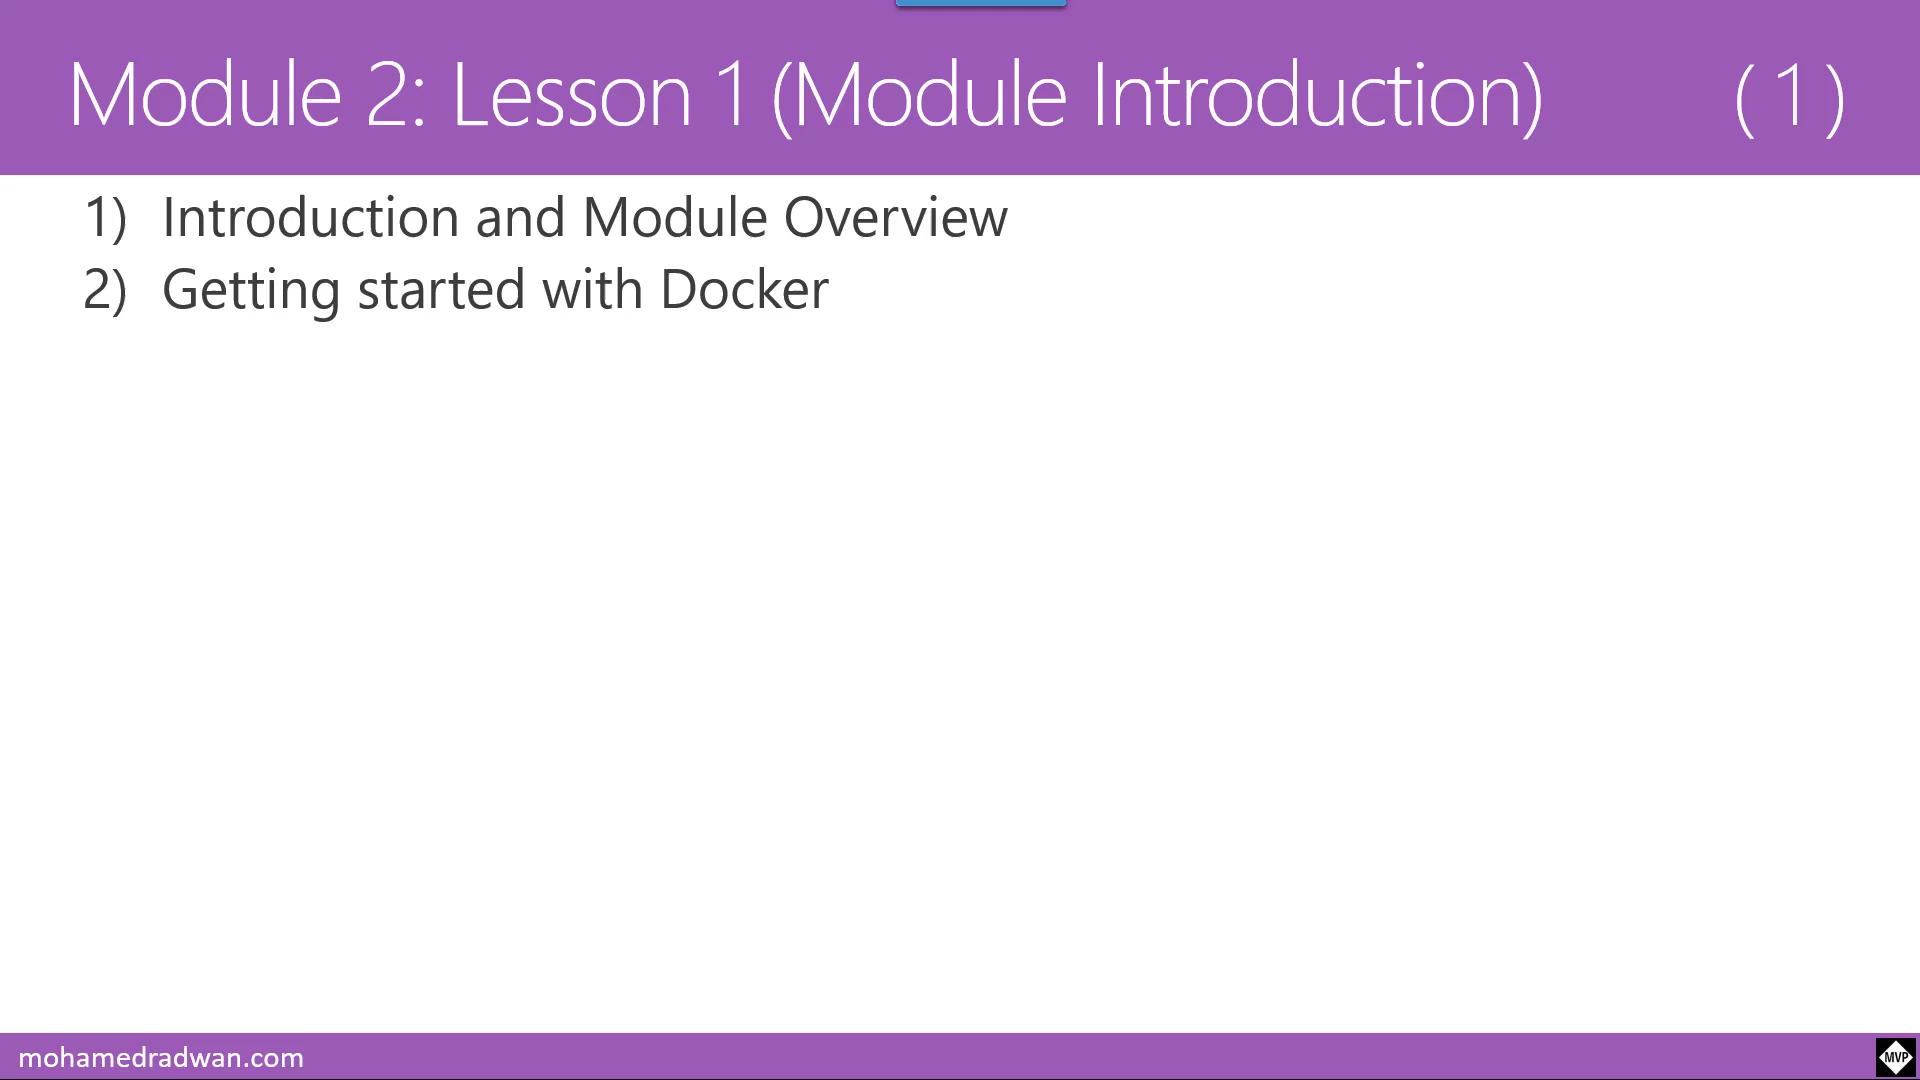 Module 2: Lesson 1 (Module Introduction) (1)
1) Introduction and Module Overview
2) Getting started with Docker
mohamedradwan.com
MVP